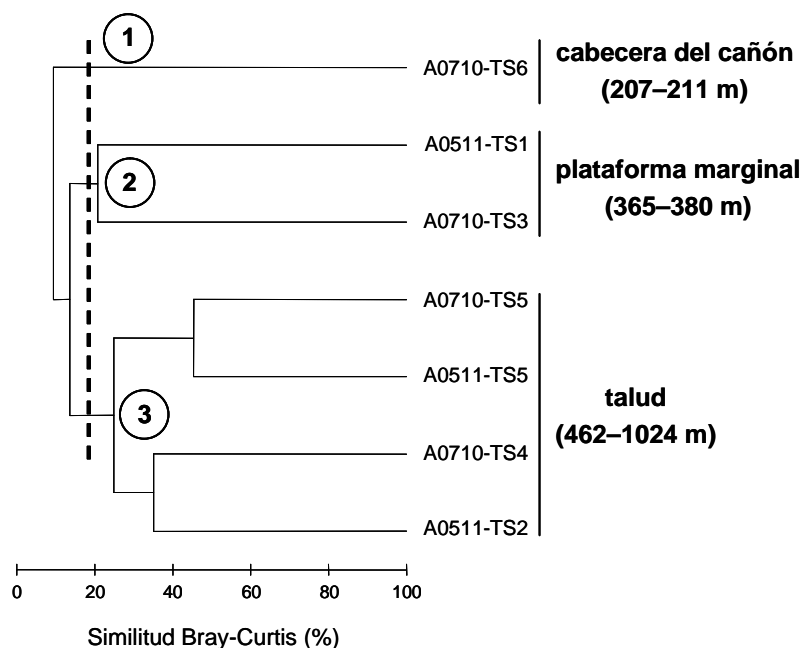 1
A0710-TS6
cabecera del cañón
(207–211 m)
A0511-TS1
2
plataforma marginal
(365–380 m)
A0710-TS3
A0710-TS5
A0511-TS5
3
talud
(462–1024 m)
A0710-TS4
A0511-TS2
0 20 40 60 80 100
Similitud Bray-Curtis (%)